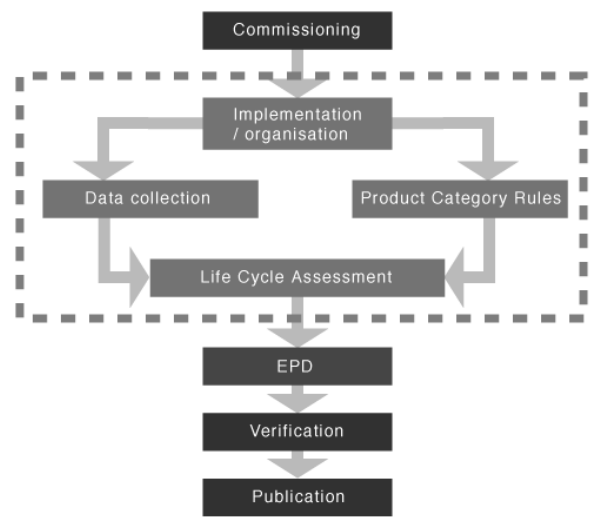 Commissioning
Implementation
/ organisation
Data collection
Product Category Rules
Life Cycle Assessment
EPD
Verification
Publication